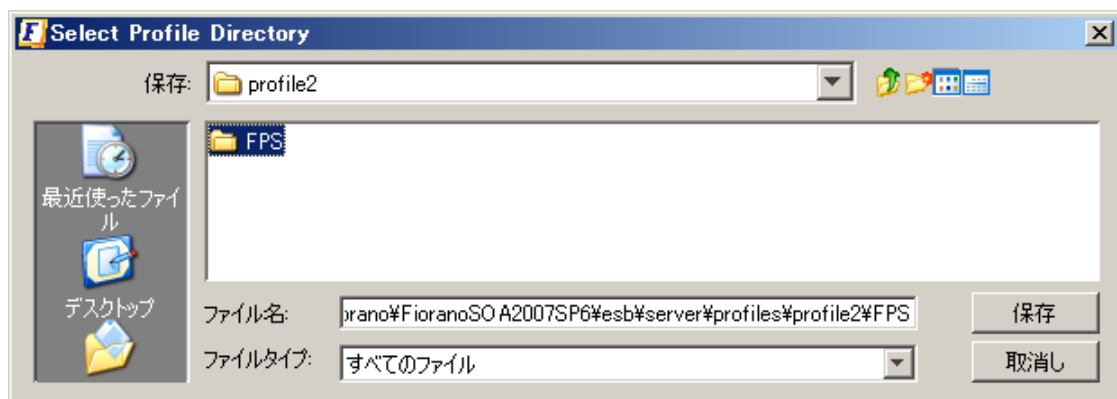 Select Profile Directory
保存:
profile2
FPS
最近使ったファイ
ル
デスクトップ
ファイル名:
orano¥FioranoSOA2007SP6¥esb¥server¥profiles¥profile2¥FPS
保存
ファイルタイプ:
すべてのファイル
取消し